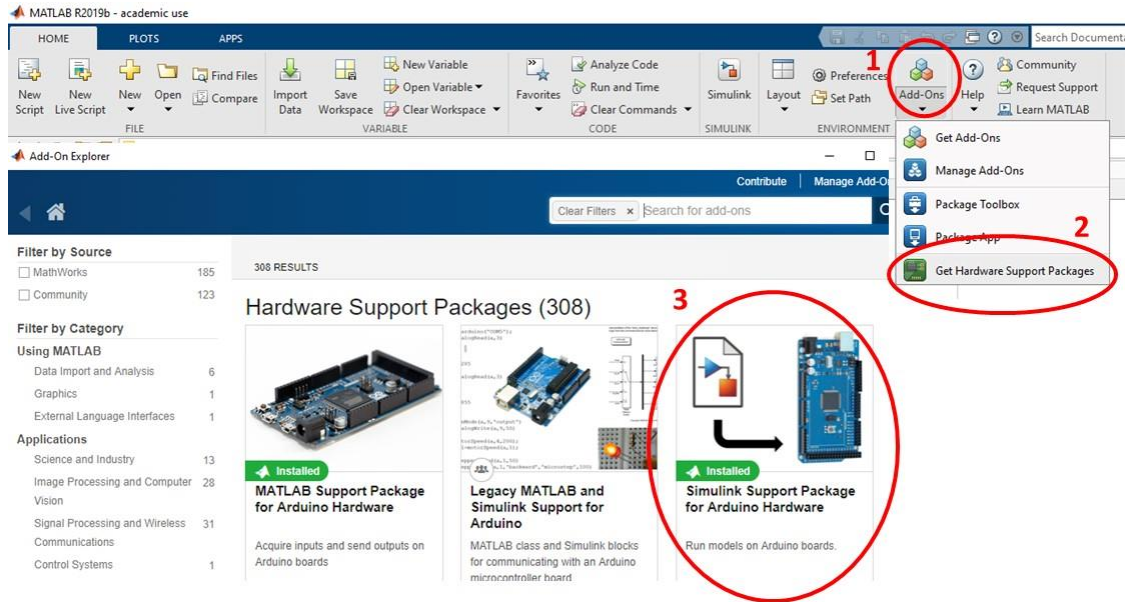 MATLAB R2019b - academic use
HOME PLOTS APPS
Search Documenta
1
New Script
New Live Script
New
Open
Find Files
Compare
Import Data
Save Workspace
New Variable
Open Variable
Clear Workspace
Favorites
Analyze Code
Run and Time
Clear Commands
Simulink
Layout
Preferences
Set Path
Add-Ons
Help
Community
Request Support
Learn MATLAB
FILE VARIABLE CODE SIMULINK ENVIRONMENT
Get Add-Ons
Manage Add-Ons
Package Toolbox
Package App
2
Get Hardware Support Packages
Add-On Explorer
Contribute Manage Add-O
Clear Filters x Search for add-ons
Filter by Source
MathWorks 185
Community 123
Filter by Category
Using MATLAB
Data Import and Analysis 6
Graphics 1
External Language Interfaces 1
Applications
Science and Industry 13
Image Processing and Computer 28
Vision
Signal Processing and Wireless 31
Communications
Control Systems 1
308 RESULTS
Hardware Support Packages (308)
3
Installed
MATLAB Support Package
for Arduino Hardware
Acquire inputs and send outputs on
Arduino boards
Legacy MATLAB and
Simulink Support for
Arduino
MATLAB class and Simulink blocks
for communicating with an Arduino
microcontroller board
Installed
Simulink Support Package
for Arduino Hardware
Run models on Arduino boards.